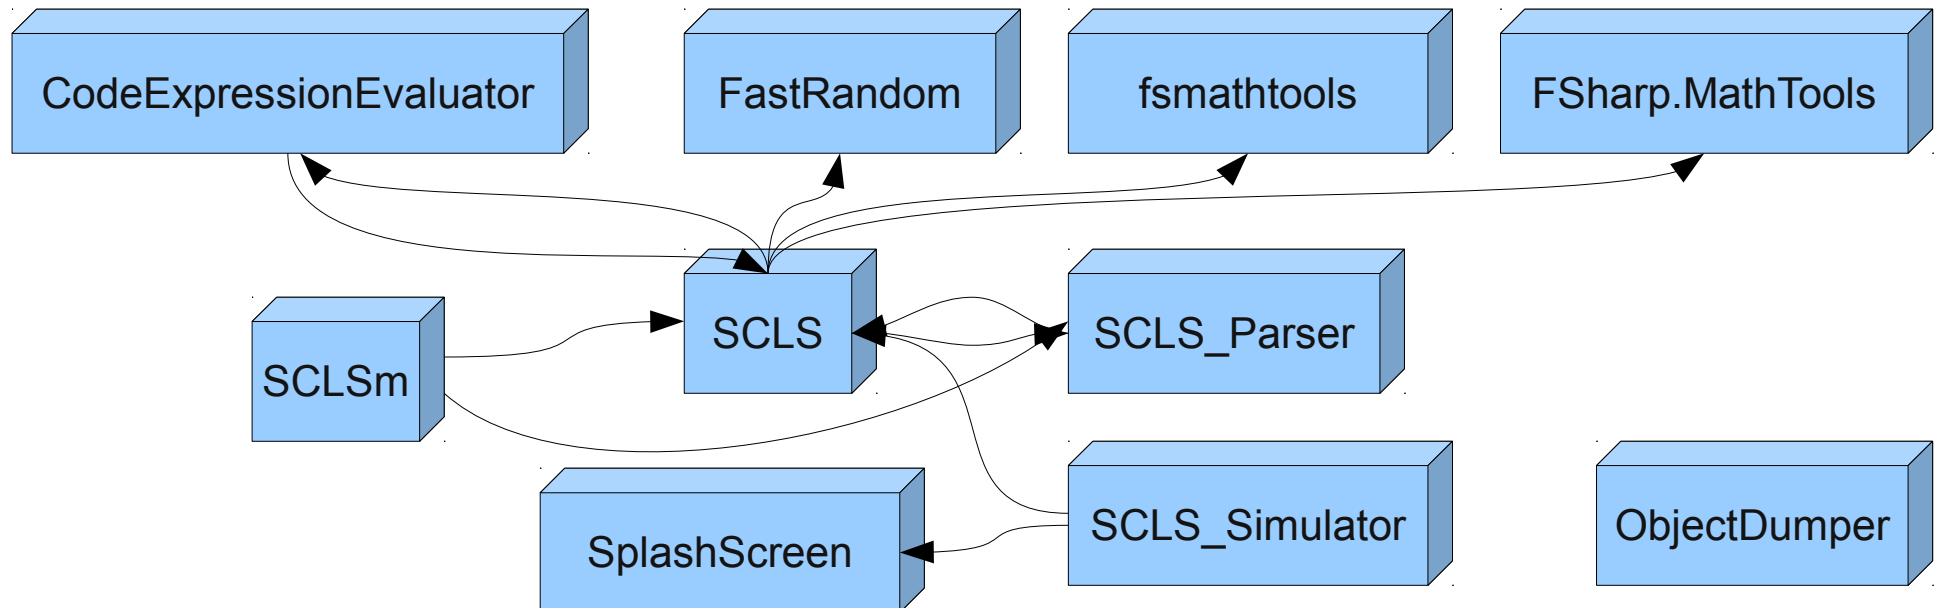 CodeExpressionEvaluator
FastRandom
fsmathtools
FSharp.MathTools
SCLS
SCLS_Parser
SCLSm
SCLS_Simulator
ObjectDumper
SplashScreen